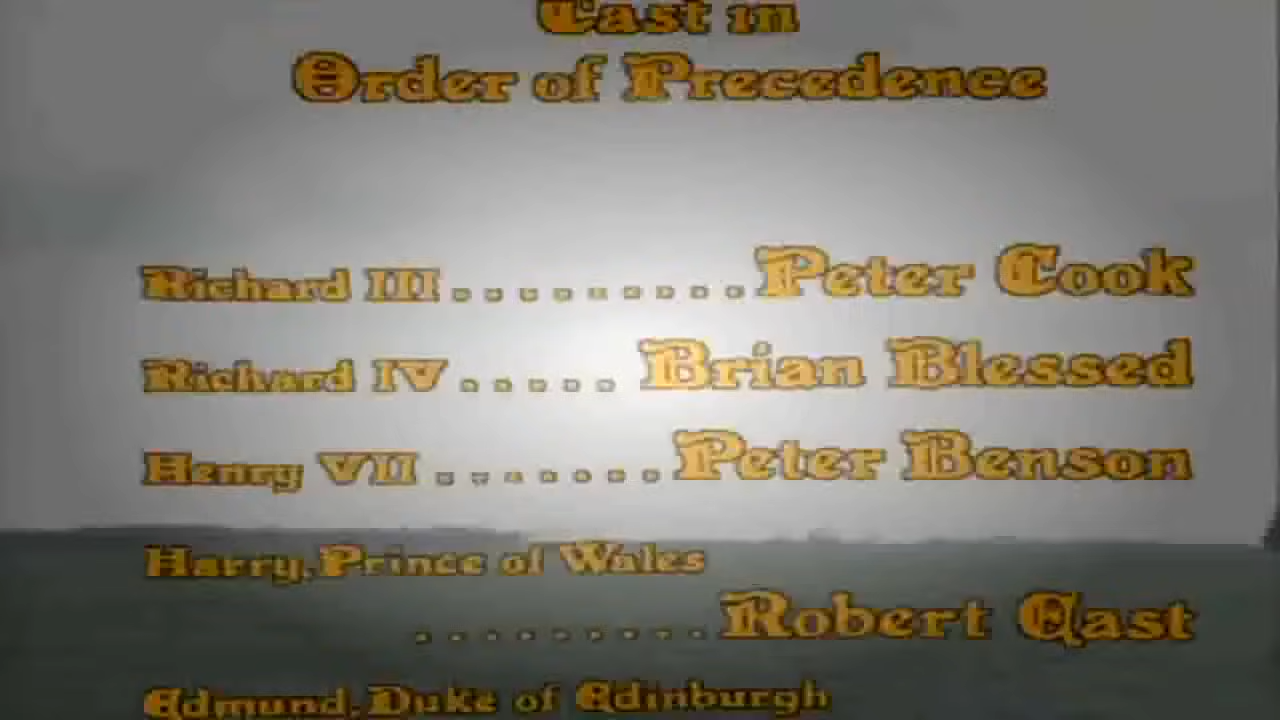 Cast in
Order of Precedence
Richard III.........Peter Cook
Richard IV.....Brian Blessed
Henry VII.......Peter Benson
Harry, Prince of Wales
.........Robert East
Edmund, Duke of Edinburgh